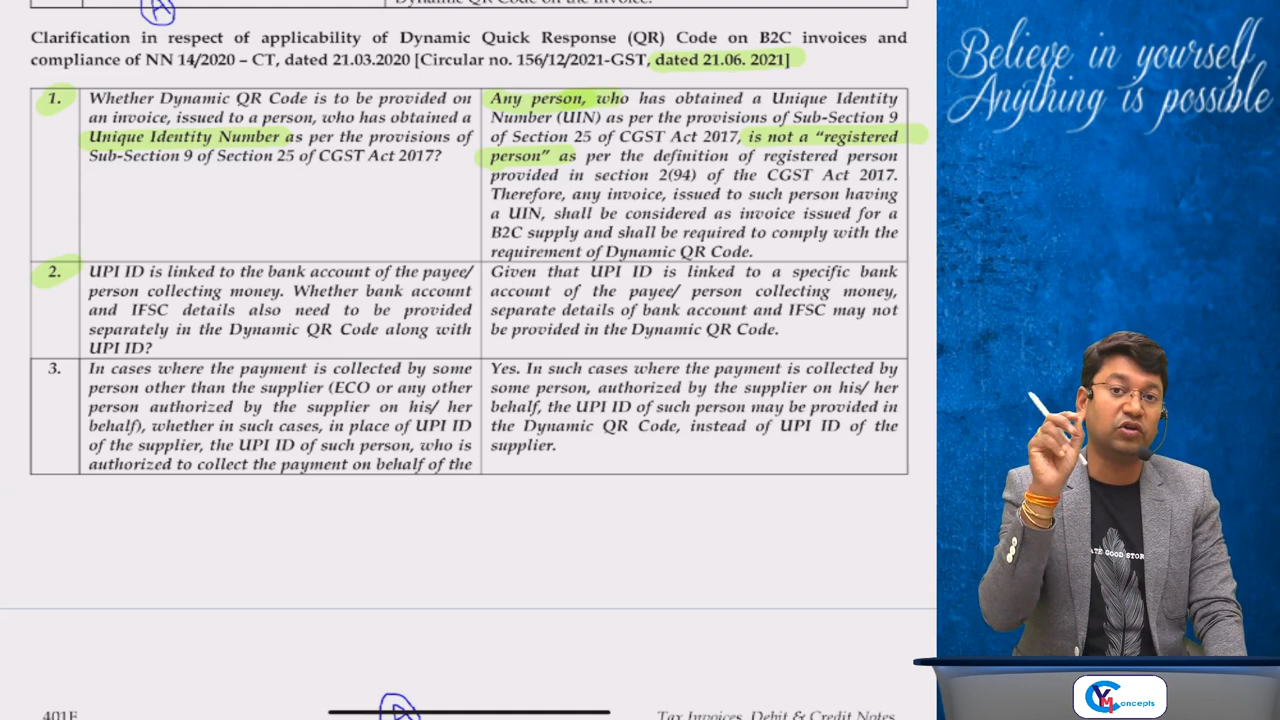 Dynamic QR Code on the invoice.
Clarification in respect of applicability of Dynamic Quick Response (QR) Code on B2C invoices and
compliance of NN 14/2020 – CT, dated 21.03.2020 [Circular no. 156/12/2021-GST, dated 21.06. 2021]
1.
Whether Dynamic QR Code is to be provided on
an invoice, issued to a person, who has obtained a
Unique Identity Number as per the provisions of
Sub-Section 9 of Section 25 of CGST Act 2017?
Any person, who has obtained a Unique Identity
Number (UIN) as per the provisions of Sub-Section 9
of Section 25 of CGST Act 2017, is not a “registered
person” as per the definition of registered person
provided in section 2(94) of the CGST Act 2017.
Therefore, any invoice, issued to such person having
a UIN, shall be considered as invoice issued for a
B2C supply and shall be required to comply with the
requirement of Dynamic QR Code.
2.
UPI ID is linked to the bank account of the payee/
person collecting money. Whether bank account
and IFSC details also need to be provided
separately in the Dynamic QR Code along with
UPI ID?
Given that UPI ID is linked to a specific bank
account of the payee/ person collecting money,
separate details of bank account and IFSC may not
be provided in the Dynamic QR Code.
3.
In cases where the payment is collected by some
person other than the supplier (ECO or any other
person authorized by the supplier on his/ her
behalf), whether in such cases, in place of UPI ID
of the supplier, the UPI ID of such person, who is
authorized to collect the payment on behalf of the
Yes. In such cases where the payment is collected by
some person, authorized by the supplier on his/ her
behalf, the UPI ID of such person may be provided in
the Dynamic QR Code, instead of UPI ID of the
supplier.
401F
Tax Invoices, Debit & Credit Notes
Believe in yourself
Anything is possible
ATE GOOD STOR
CYM
oncepts